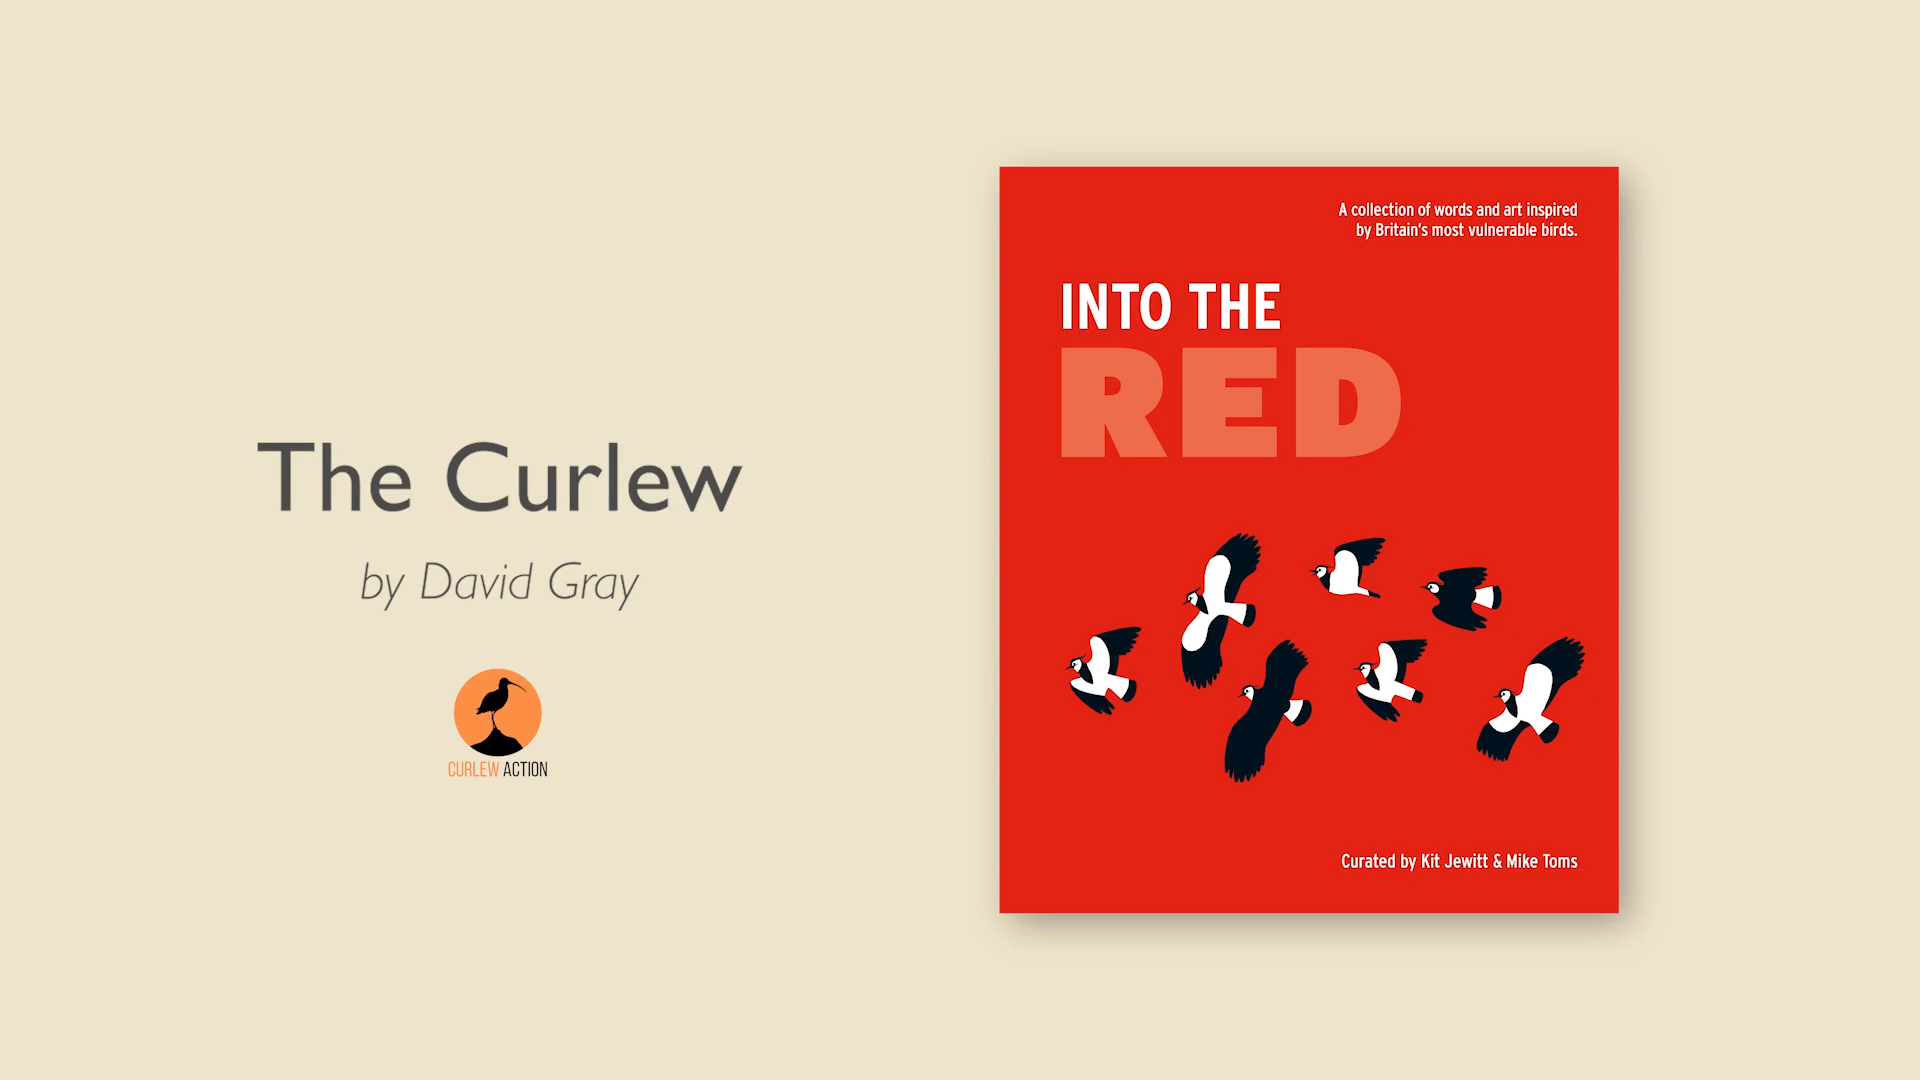 The Curlew
by David Gray
CURLEW ACTION
A collection of words and art inspired
by Britain's most vulnerable birds.
INTO THE
RED
Curated by Kit Jewitt & Mike Toms